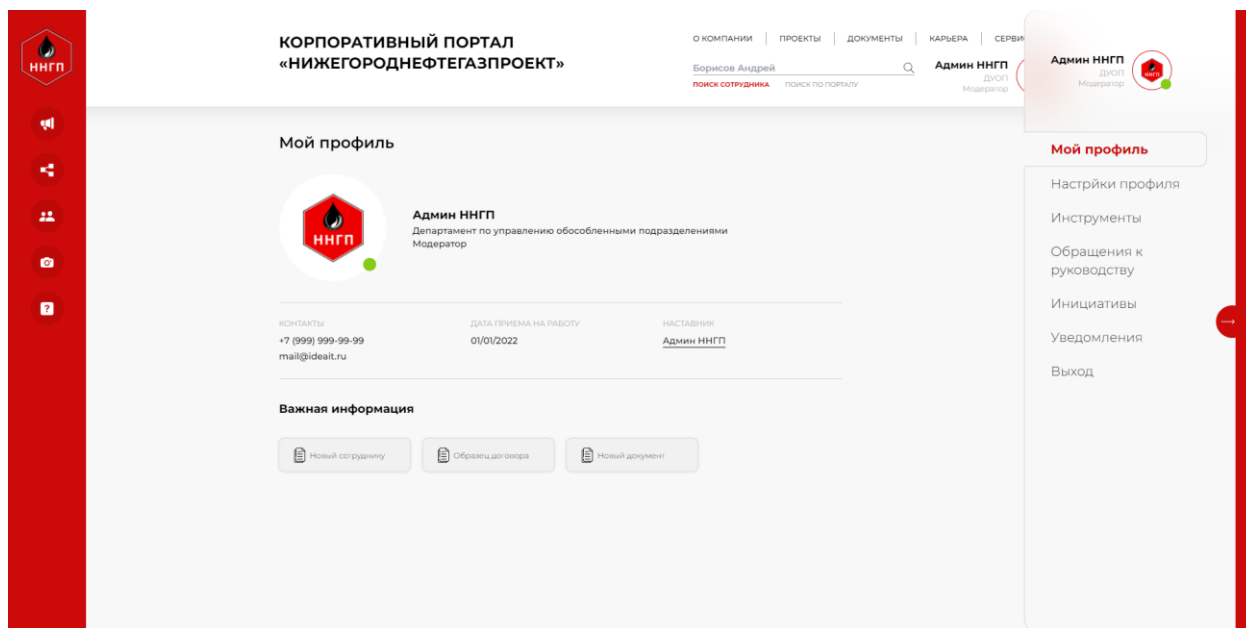 ННГП
КОРПОРАТИВНЫЙ ПОРТАЛ
«НИЖЕГОРОДНЕФТЕГАЗПРОЕКТ»
О КОМПАНИИ
ПРОЕКТЫ
ДОКУМЕНТЫ
КАРЬЕРА
СЕРВИ
Борисов Андрей
ПОИСК СОТРУДНИКА ПОИСК ПО ПОРТАЛУ
Админ ННГП
ДУОП
Модератор
Админ ННГП
ДУОП
Модератор
ННГП
Мой профиль
ННГП
Админ ННГП
Департамент по управлению обособленными подразделениями
Модератор
КОНТАКТЫ
+7 (999) 999-99-99
mail@ideait.ru
ДАТА ПРИЕМА НА РАБОТУ
01/01/2022
НАСТАВНИК
Админ ННГП
Важная информация
Новый сотруднику
Образец договора
Новый документ
Мой профиль
Настрйки профиля
Инструменты
Обращения к
руководству
Инициативы
Уведомления
Выход